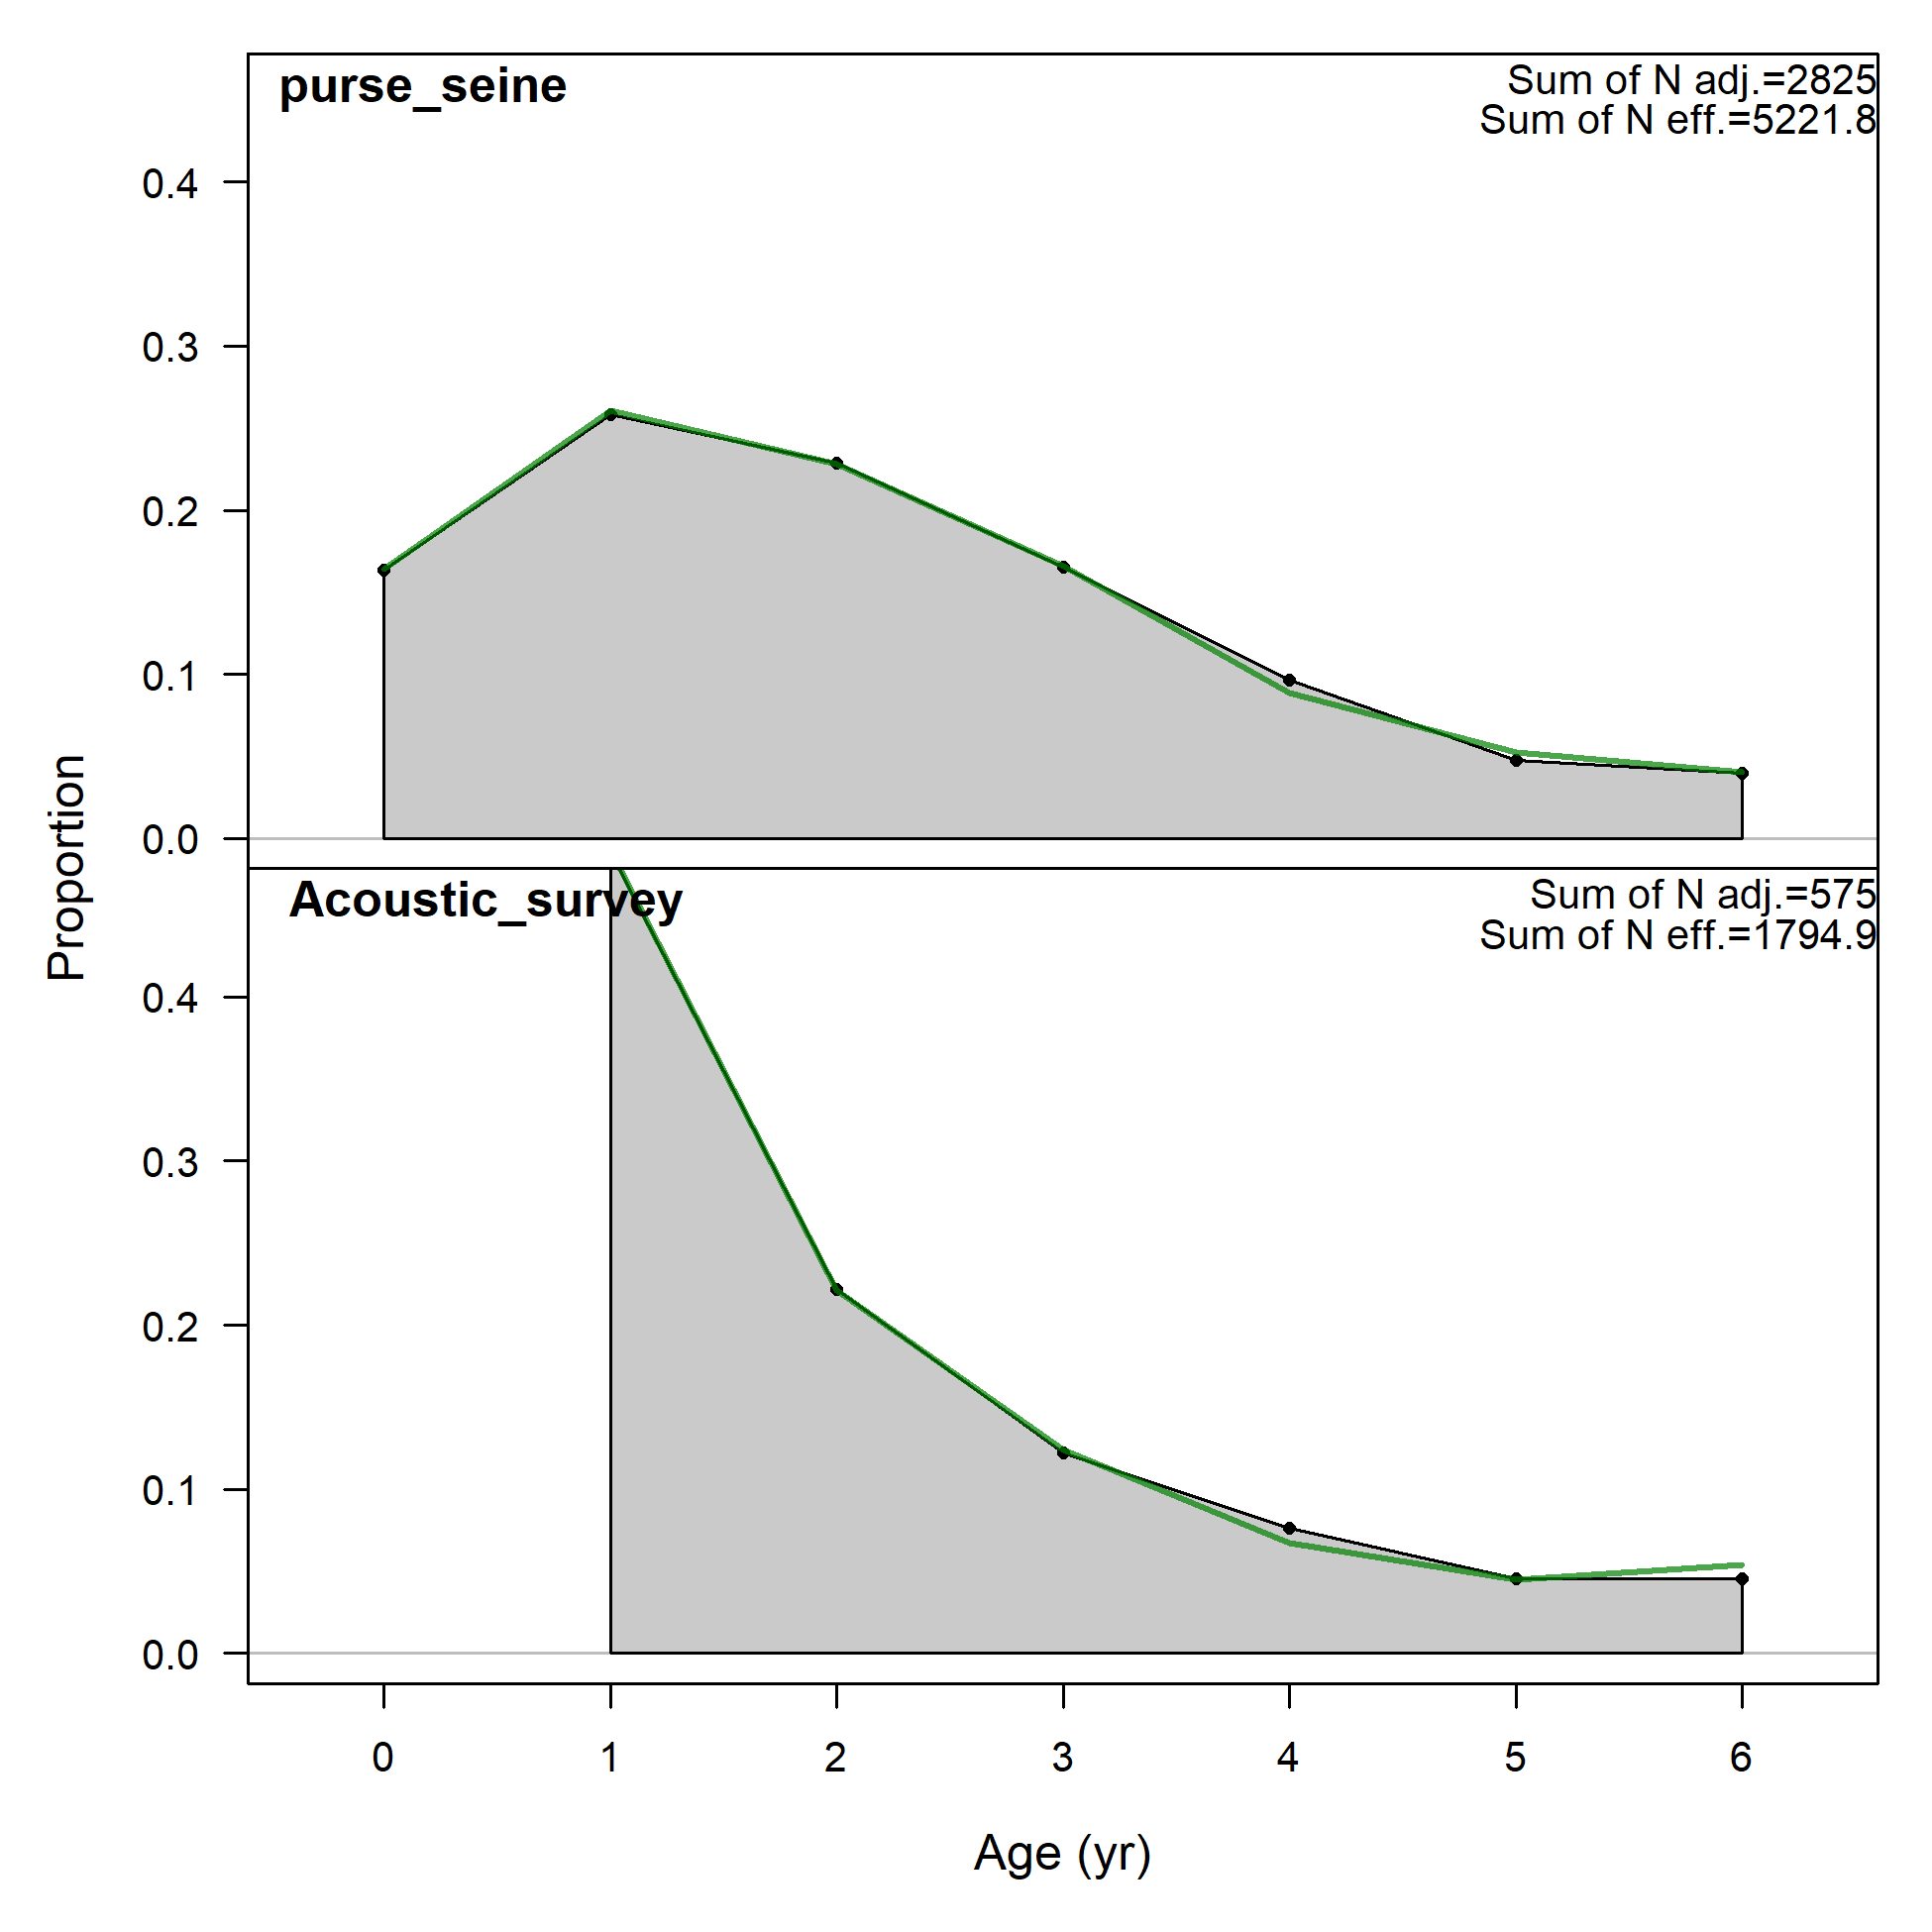 purse_seine
Sum of N adj.=2825
Sum of N eff.=5221.8
0.4
0.3
0.2
0.1
0.0
Proportion
Acoustic_survey
Sum of N adj.=575
Sum of N eff.=1794.9
0.4
0.3
0.2
0.1
0.0
0 1 2 3 4 5 6
Age (yr)